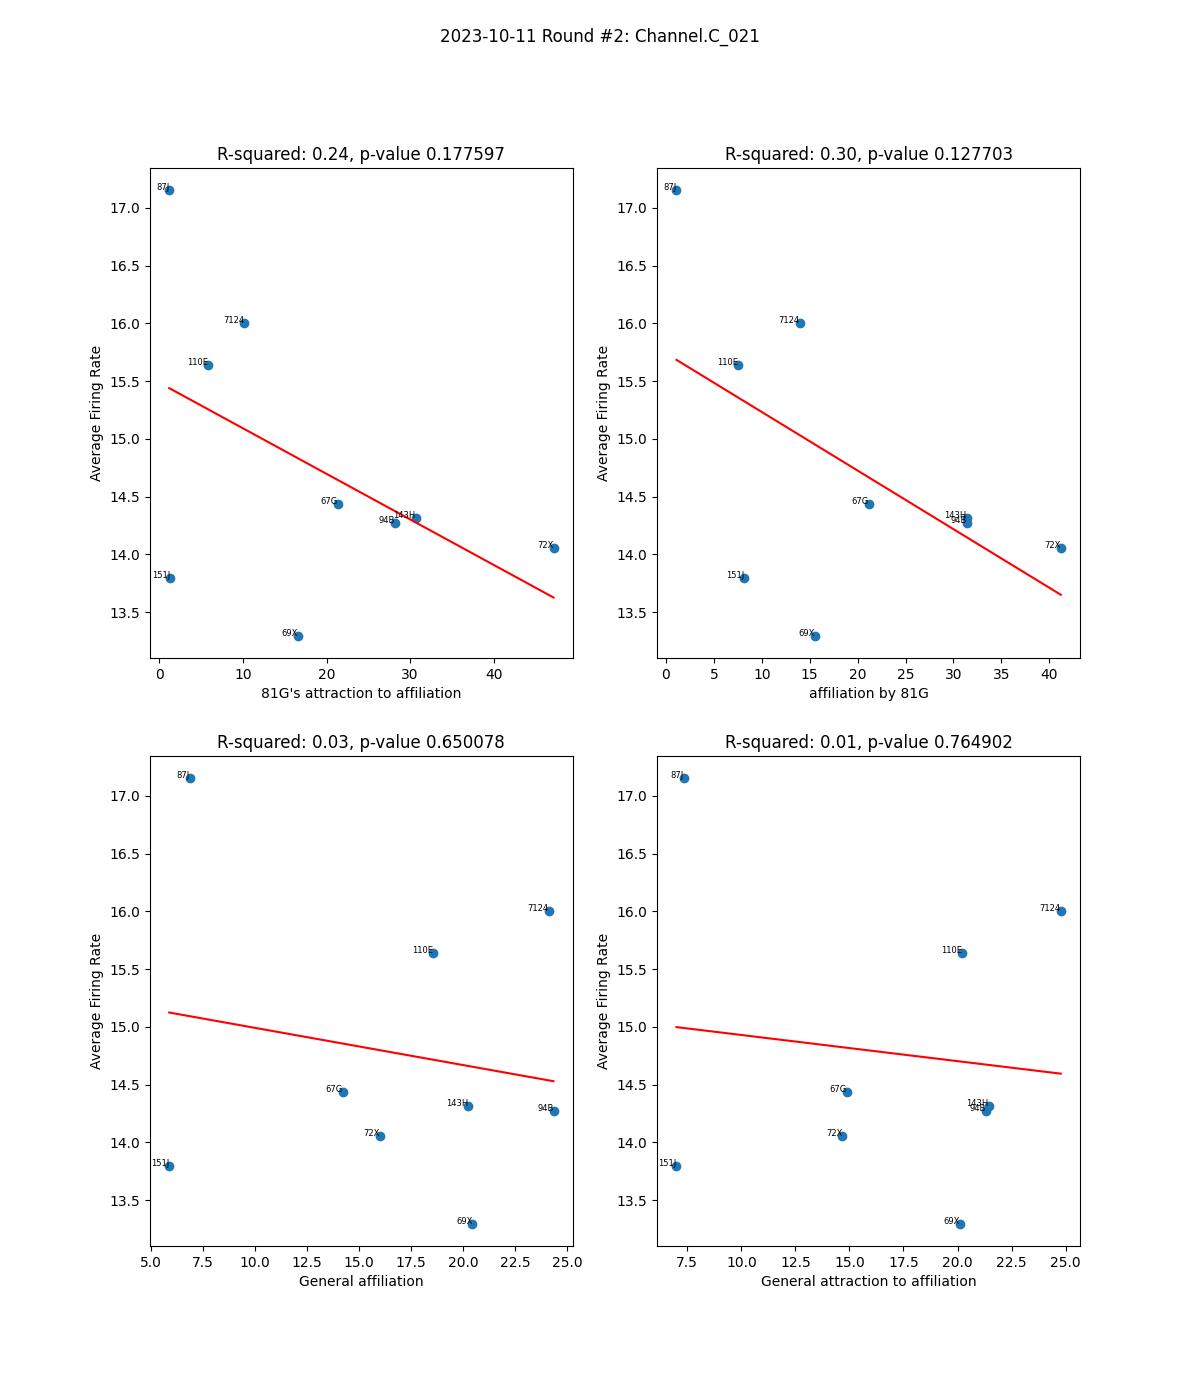 2023-10-11 Round #2: Channel.C_021
R-squared: 0.24, p-value 0.177597
17.0
16.5
16.0
15.5
15.0
14.5
14.0
13.5
Average Firing Rate
87J
7124
110E
67G
143H
94B
72X
151J
69X
0 10 20 30 40
81G's attraction to affiliation
R-squared: 0.30, p-value 0.127703
17.0
16.5
16.0
15.5
15.0
14.5
14.0
13.5
Average Firing Rate
87J
7124
110E
67G
143H
94B
72X
151J
69X
0 5 10 15 20 25 30 35 40
affiliation by 81G
R-squared: 0.03, p-value 0.650078
17.0
16.5
16.0
15.5
15.0
14.5
14.0
13.5
Average Firing Rate
87J
7124
110E
67G
143H
94B
72X
151J
69X
5.0 7.5 10.0 12.5 15.0 17.5 20.0 22.5 25.0
General affiliation
R-squared: 0.01, p-value 0.764902
17.0
16.5
16.0
15.5
15.0
14.5
14.0
13.5
Average Firing Rate
87J
7124
110E
67G
143H
94B
72X
151J
69X
7.5 10.0 12.5 15.0 17.5 20.0 22.5 25.0
General attraction to affiliation